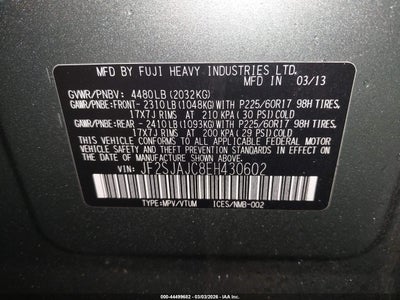 MFD. BY FUJI HEAVY INDUSTRIES LTD.
MFD IN 03/13
GVWR/PNBV: 4480LB (2032KG)
GAWR/PNBE:FRONT- 2310LB (1048KG)WITH P225/60R17 98H TIRES,
17X7J RIMS AT 210 KPA (30 PSI) COLD
GAWR/PNBE:REAR - 2410LB (1093KG)WITH P225/60R17 98H TIRES,
17X7J RIMS AT 200 KPA (29 PSI) COLD
THIS VEHICLE CONFORMS TO ALL APPLICABLE FEDERAL MOTOR
VEHICLE SAFETY AND THEFT PREVENTION STANDARDS IN
EFFECT ON THE DATE OF MANUFACTURE SHOWN ABOVE.
VIN: JF2SJAJC8EH430602
TYPE:MPV/VTUM ICES/NMB-002
000-44499682 - 03/03/2026 - IAA Inc.